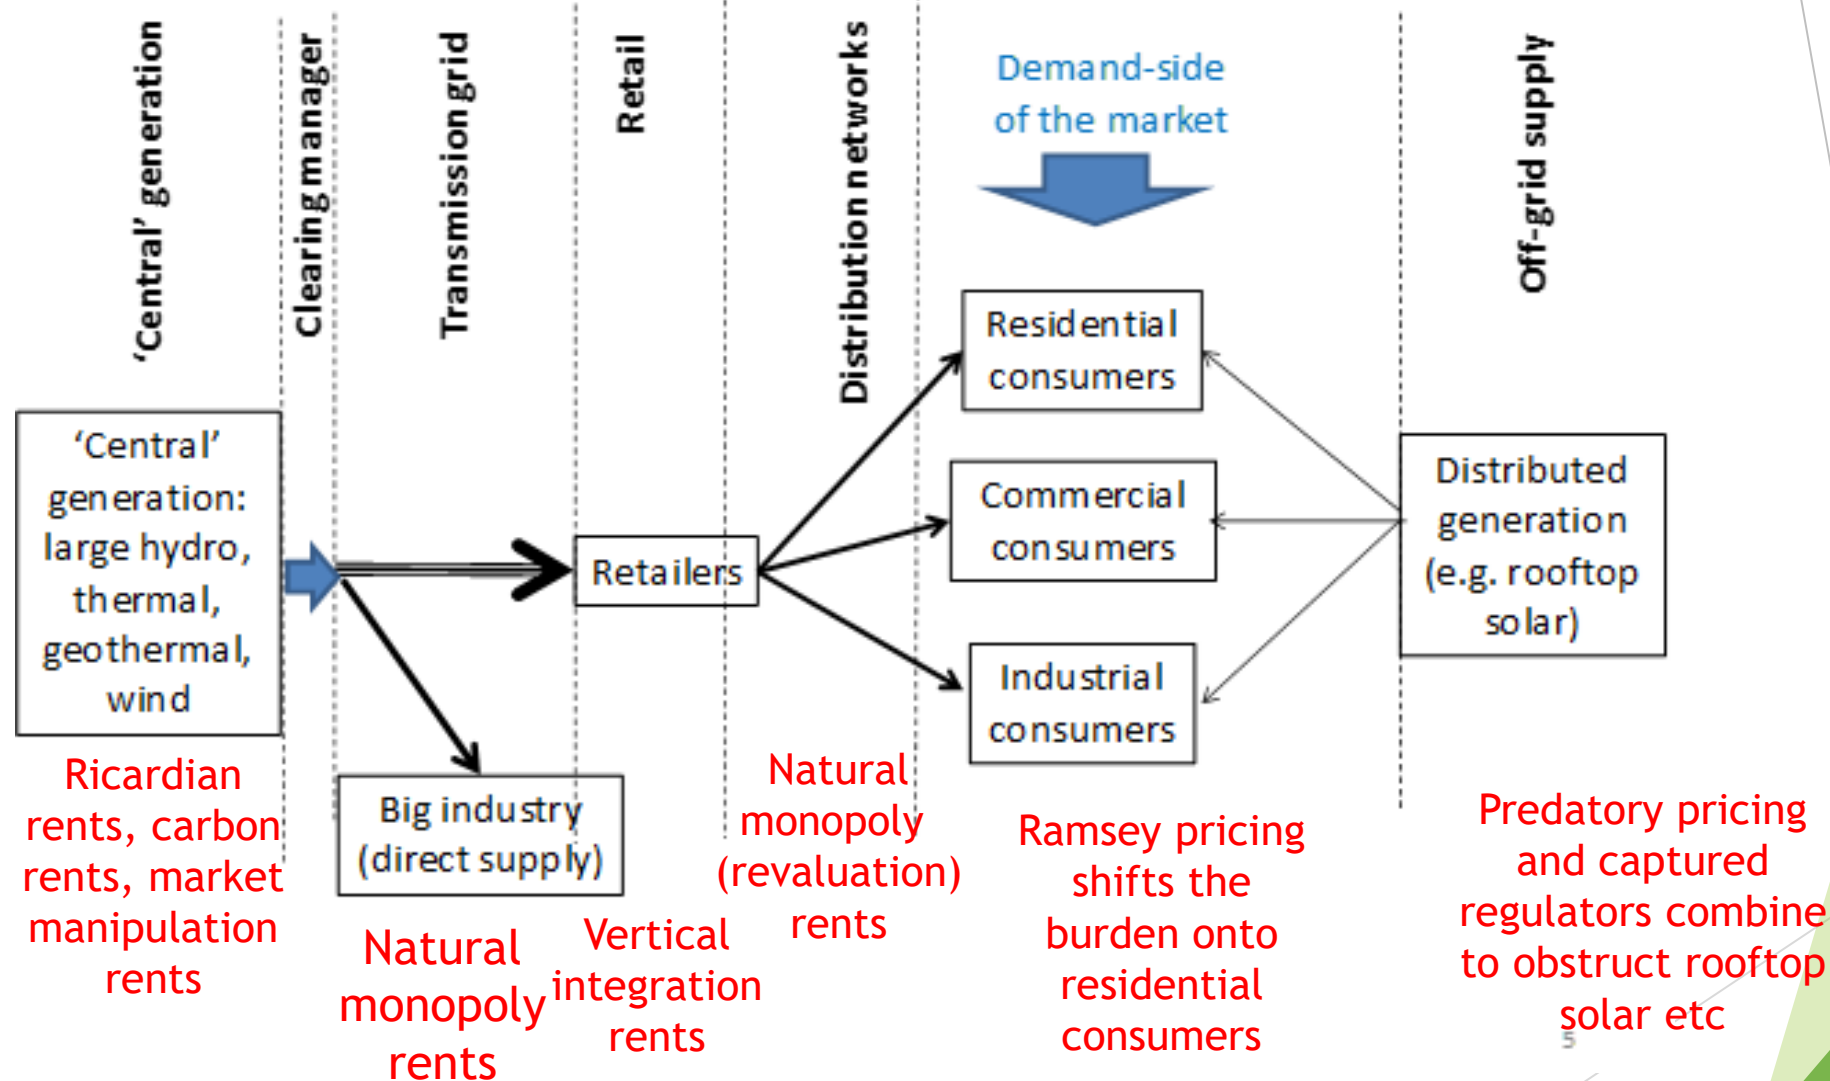 'Central' generation
Clearing manager
Transmission grid
Retail
Distribution networks
Demand-side
of the market
Off-grid supply
'Central'
generation:
large hydro,
thermal,
geothermal,
wind
Big industry
(direct supply)
Retailers
Residential
consumers
Commercial
consumers
Industrial
consumers
Distributed
generation
(e.g. rooftop
solar)
Ricardian
rents, carbon
rents, market
manipulation
rents
Natural
monopoly
rents
Vertical
integration
rents
Natural
monopoly
(revaluation)
rents
Ramsey pricing
shifts the
burden onto
residential
consumers
Predatory pricing
and captured
regulators combine
to obstruct rooftop
solar etc
5